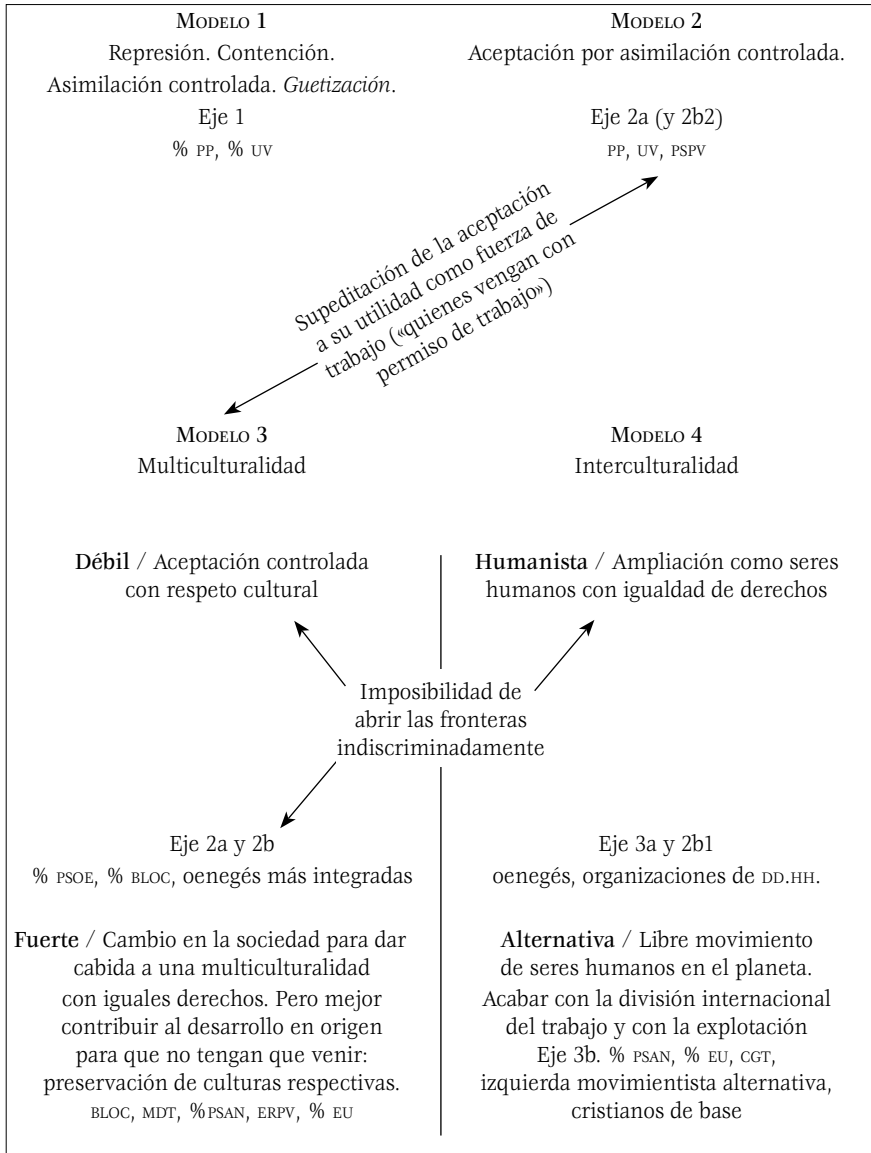 MODELO 1
Represión. Contención.
Asimilación controlada. Guetización.
Eje 1
% PP, % UV
MODELO 2
Aceptación por asimilación controlada.
Eje 2a (y 2b2)
PP, UV, PSPV
Supeditación de la aceptación
a su utilidad como fuerza de
trabajo («quienes vengan con
permiso de trabajo»)
MODELO 3
Multiculturalidad
MODELO 4
Interculturalidad
Débil / Aceptación controlada
con respeto cultural
Humanista / Ampliación como seres
humanos con igualdad de derechos
Imposibilidad de
abrir las fronteras
indiscriminadamente
Eje 2a y 2b
% PSOE, % BLOC, oenegés más integradas
Eje 3a y 2b1
oenegés, organizaciones de DD.HH.
Fuerte / Cambio en la sociedad para dar
cabida a una multiculturalidad
con iguales derechos. Pero mejor
contribuir al desarrollo en origen
para que no tengan que venir:
preservación de culturas respectivas.
BLOC, MDT, %PSAN, ERPV, % EU
Alternativa / Libre movimiento
de seres humanos en el planeta.
Acabar con la división internacional
del trabajo y con la explotación
Eje 3b. % PSAN, % EU, CGT,
izquierda movimientista alternativa,
cristianos de base